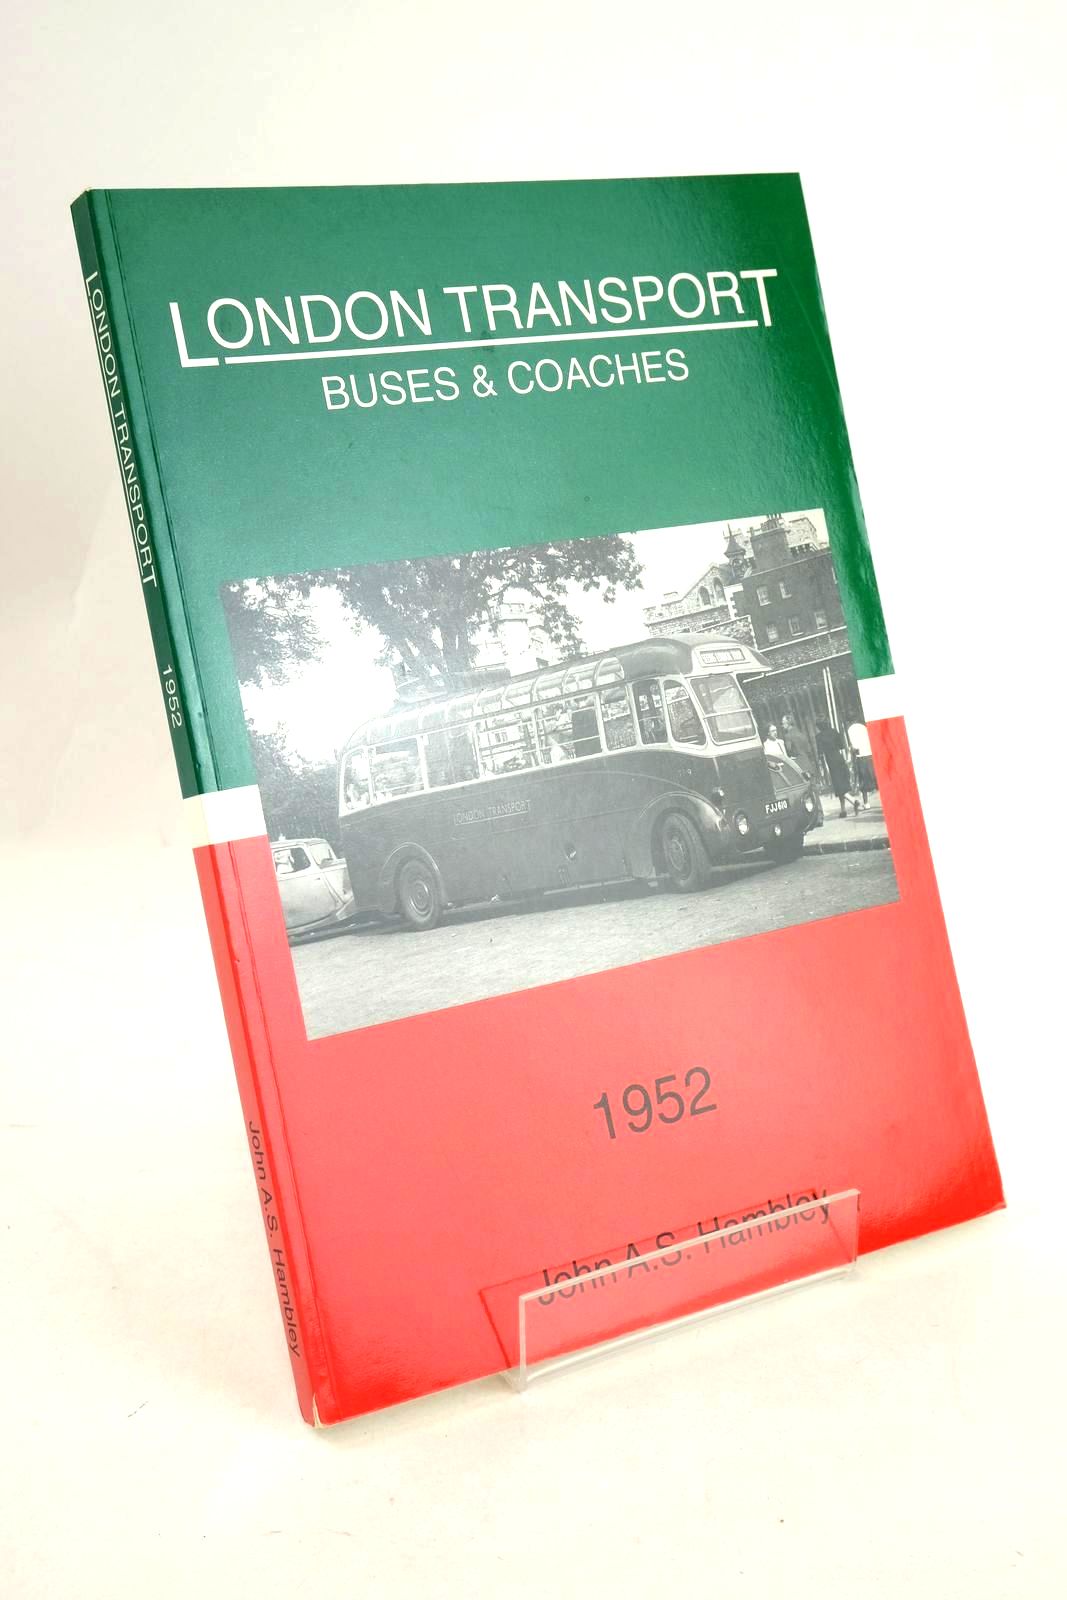 LONDON TRANSPORT
BUSES & COACHES
LONDON TRANSPORT
FJJ610
1952
John A.S. Hambley
LONDON TRANSPORT 1952 John A.S. Hambley